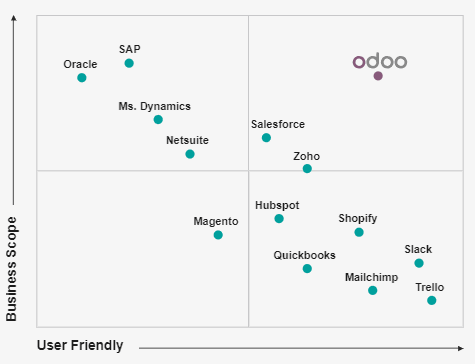 SAP
Oracle
odoo
Ms. Dynamics
Salesforce
Netsuite
Zoho
Hubspot
Magento
Shopify
Quickbooks
Slack
Mailchimp
Trello
Business Scope
User Friendly